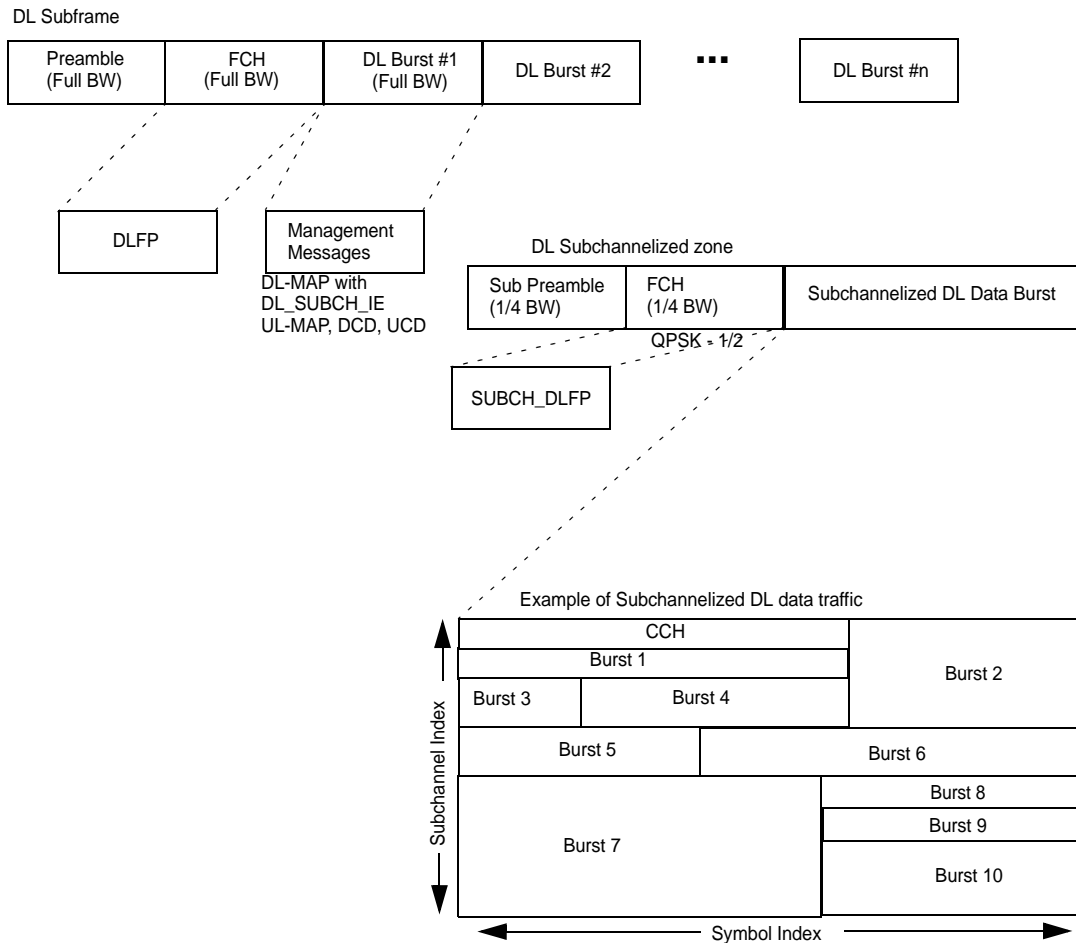 DL Subframe
Preamble
(Full BW)
FCH
(Full BW)
DL Burst #1
(Full BW)
DL Burst #2
...
DL Burst #n
DLFP
Management
Messages
DL-MAP with
DL_SUBCH_IE
UL-MAP, DCD, UCD
DL Subchannelized zone
Sub Preamble
(1/4 BW)
FCH
(1/4 BW)
Subchannelized DL Data Burst
QPSK - 1/2
SUBCH_DLFP
Example of Subchannelized DL data traffic
CCH
Burst 1
Burst 2
Burst 3
Burst 4
Burst 5
Burst 6
Burst 7
Burst 8
Burst 9
Burst 10
Subchannel Index
Symbol Index